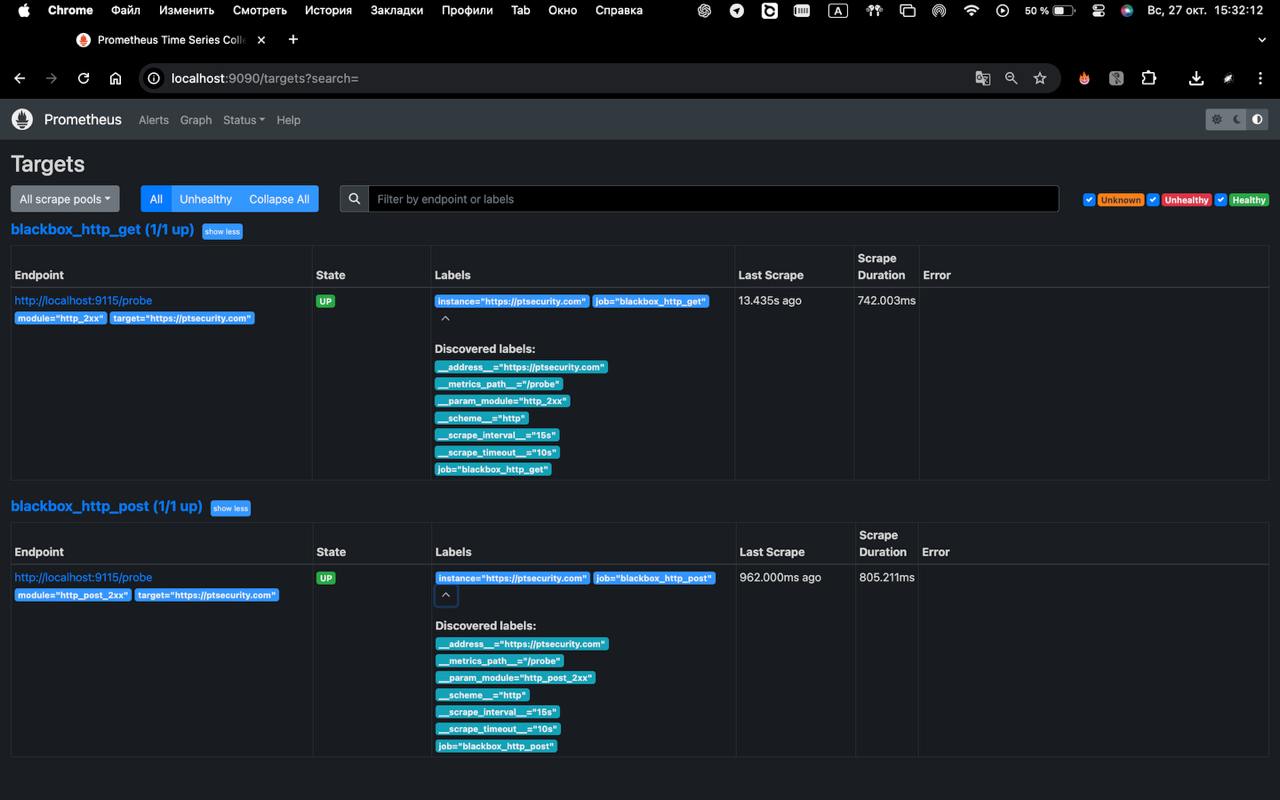 Chrome Файл Изменить Смотреть История Закладки Профили Tab Окно Справка A 50 % Вс, 27 окт. 15:32:12
Prometheus Time Series Coll
localhost:9090/targets?search=
Prometheus Alerts Graph Status Help
Targets
All scrape pools All Unhealthy Collapse All Filter by endpoint or labels Unknown Unhealthy Healthy
blackbox_http_get (1/1 up) show less
Endpoint State Labels Last Scrape Scrape Duration Error
http://localhost:9115/probe UP instance="https://ptsecurity.com" job="blackbox_http_get" 13.435s ago 742.003ms
module="http_2xx" target="https://ptsecurity.com"
Discovered labels:
__address__="https://ptsecurity.com"
__metrics_path__="/probe"
__param_module="http_2xx"
__scheme__="http"
__scrape_interval__="15s"
__scrape_timeout__="10s"
job="blackbox_http_get"
blackbox_http_post (1/1 up) show less
Endpoint State Labels Last Scrape Scrape Duration Error
http://localhost:9115/probe UP instance="https://ptsecurity.com" job="blackbox_http_post" 962.000ms ago 805.211ms
module="http_post_2xx" target="https://ptsecurity.com"
Discovered labels:
__address__="https://ptsecurity.com"
__metrics_path__="/probe"
__param_module="http_post_2xx"
__scheme__="http"
__scrape_interval__="15s"
__scrape_timeout__="10s"
job="blackbox_http_post"